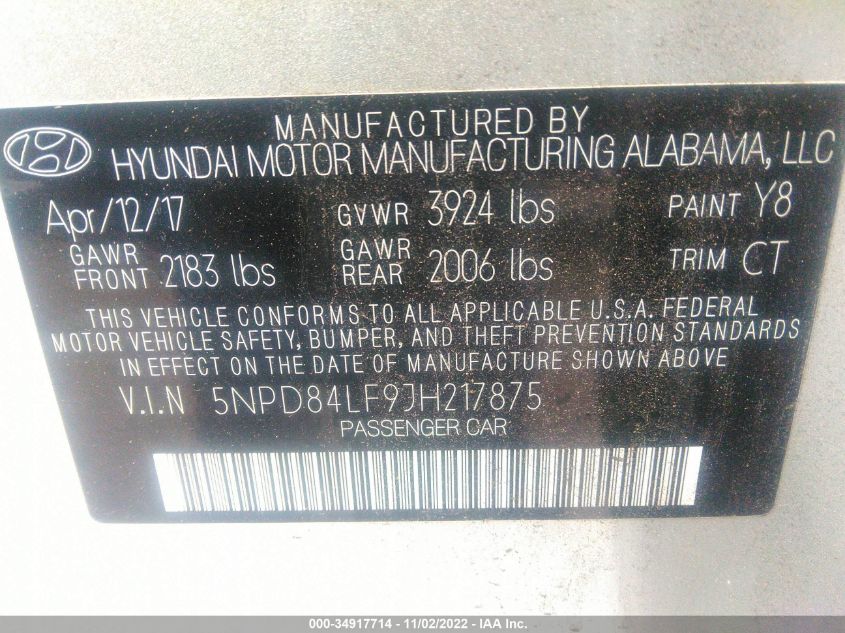 MANUFACTURED BY
HYUNDAI MOTOR MANUFACTURING ALABAMA, LLC
Apr/12/17 GVWR 3924 lbs PAINT Y8
GAWR FRONT 2183 lbs GAWR REAR 2006 lbs TRIM CT
THIS VEHICLE CONFORMS TO ALL APPLICABLE U.S.A. FEDERAL
MOTOR VEHICLE SAFETY, BUMPER, AND THEFT PREVENTION STANDARDS
IN EFFECT ON THE DATE OF MANUFACTURE SHOWN ABOVE
V.I.N 5NPD84LF9JH217875
PASSENGER CAR
000-34917714 - 11/02/2022 - IAA Inc.